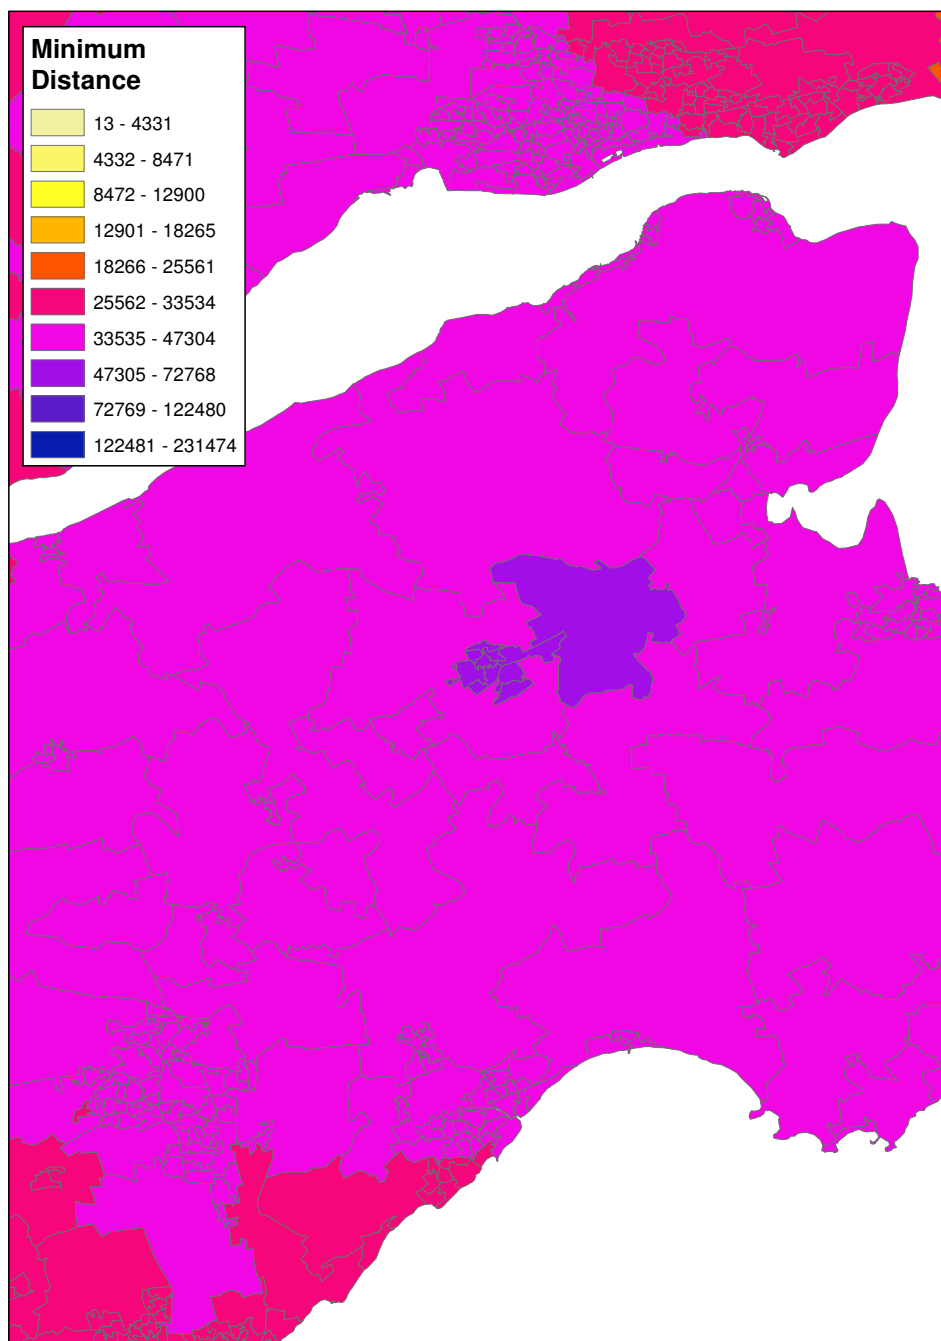 Minimum
Distance
13 - 4331
4332 - 8471
8472 - 12900
12901 - 18265
18266 - 25561
25562 - 33534
33535 - 47304
47305 - 72768
72769 - 122480
122481 - 231474